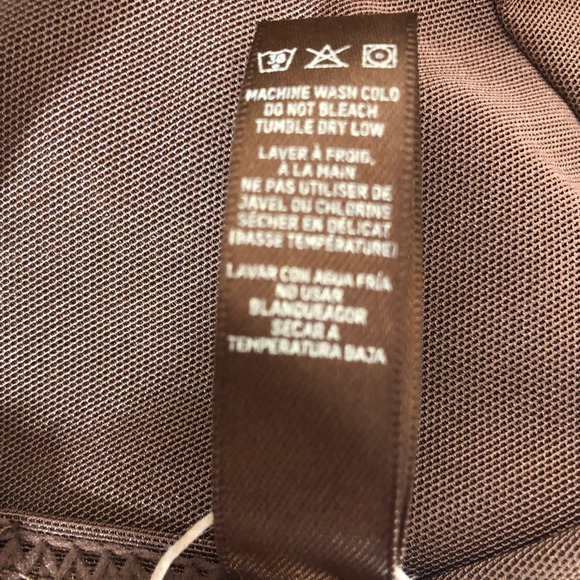 30
MACHINE WASH COLD
DO NOT BLEACH
TUMBLE DRY LOW
LAVER À FROID,
A LA MAIN
NE PAS UTILISER DE
JAVEL OU CHLORINE
SÉCHER EN DÉLICAT
(BASSE TEMPÉRATURE)
LAVAR CON AGUA FRÍA
NO USAR
BLANQUEADOR
SECAR A
TEMPERATURA BAJA